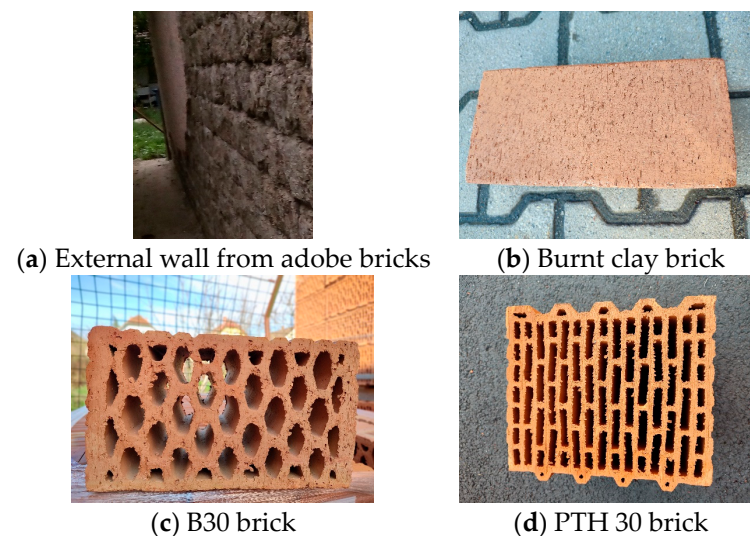 (a) External wall from adobe bricks
(b) Burnt clay brick
(c) B30 brick
(d) PTH 30 brick